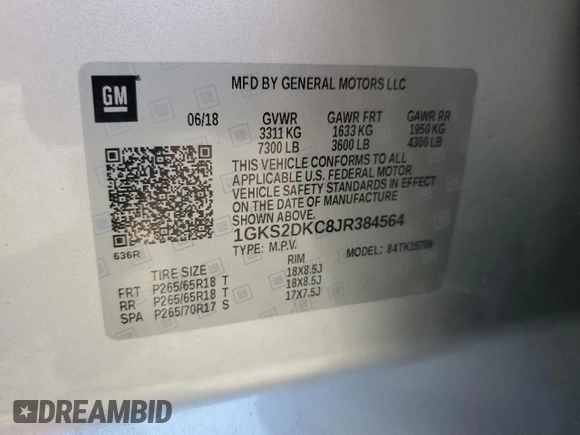 GM
MFD BY GENERAL MOTORS LLC
06/18 GVWR GAWR FRT GAWR RR
3311 KG 1633 KG 1950 KG
7300 LB 3600 LB 4300 LB
THIS VEHICLE CONFORMS TO ALL
APPLICABLE U.S. FEDERAL MOTOR
VEHICLE SAFETY STANDARDS IN EFFECT
ON THE DATE OF MANUFACTURE
SHOWN ABOVE.
1GKS2DKC8JR384564
TYPE: M.P.V. MODEL: 84TK15706
636R
TIRE SIZE RIM
FRT P265/65R18 T 18X8.5J
RR P265/65R18 T 18X8.5J
SPA P265/70R17 S 17X7.5J
DREAMBID